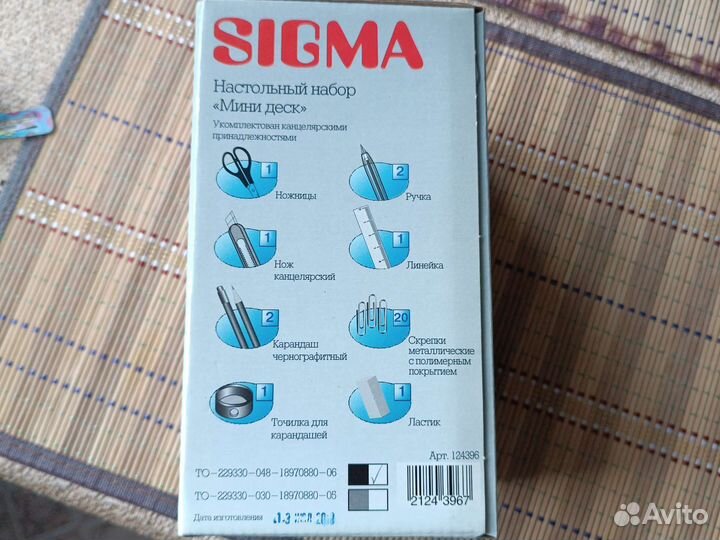 SIGMA
Настольный набор
«Мини деск»
Укомплектован канцелярскими
принадлежностями
1
Ножницы
2
Ручка
1
Нож
канцелярский
1
Линейка
2
Карандаш
чернографитный
20
Скрепки
металлические
с полимерным
покрытием
1
Точилка для
карандашей
1
Ластик
Арт. 124396
ТО-229330-048-18970880-06
ТО-229330-030-18970880-05
2124 3967
Дата изготовления
Avito